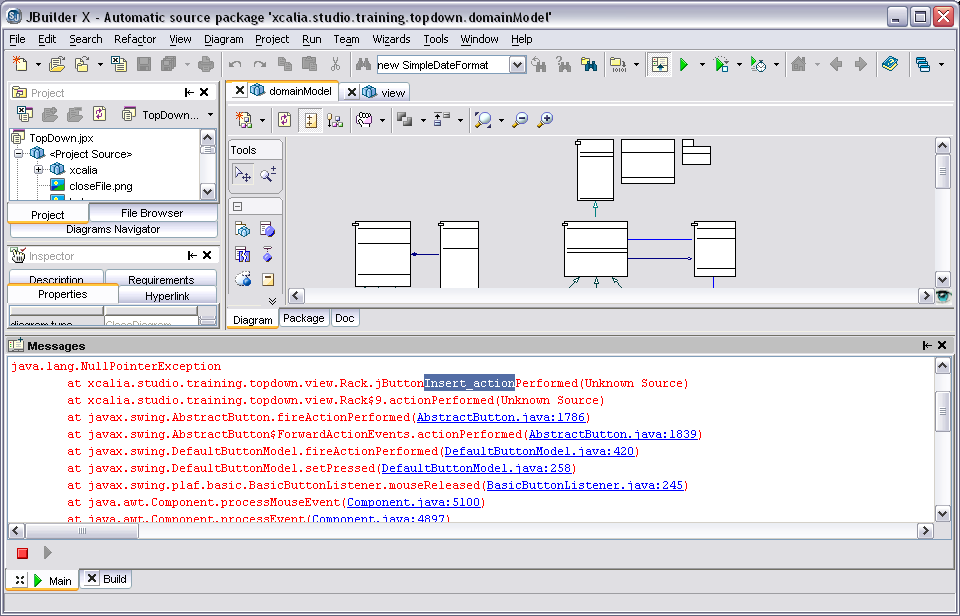 JBuilder X - Automatic source package 'xcalia.studio.training.topdown.domainModel'
File Edit Search Refactor View Diagram Project Run Team Wizards Tools Window Help
new SimpleDateFormat
Project
domainModel
view
TopDown...
TopDown.jpx
<Project Source>
xcalia
closeFile.png
Project
File Browser
Diagrams Navigator
Tools
Inspector
Description
Requirements
Properties
Hyperlink
diagram type
CloseDiagram
Diagram
Package
Doc
Messages
java.lang.NullPointerException
at xcalia.studio.training.topdown.view.Rack.jButtonInsert_actionPerformed(Unknown Source)
at xcalia.studio.training.topdown.view.Rack$9.actionPerformed(Unknown Source)
at javax.swing.AbstractButton.fireActionPerformed(AbstractButton.java:1786)
at javax.swing.AbstractButton$ForwardActionEvents.actionPerformed(AbstractButton.java:1839)
at javax.swing.DefaultButtonModel.fireActionPerformed(DefaultButtonModel.java:420)
at javax.swing.DefaultButtonModel.setPressed(DefaultButtonModel.java:258)
at javax.swing.plaf.basic.BasicButtonListener.mouseReleased(BasicButtonListener.java:245)
at java.awt.Component.processMouseEvent(Component.java:5100)
at java.awt.Component.processEvent(Component.java:4897)
Main
Build